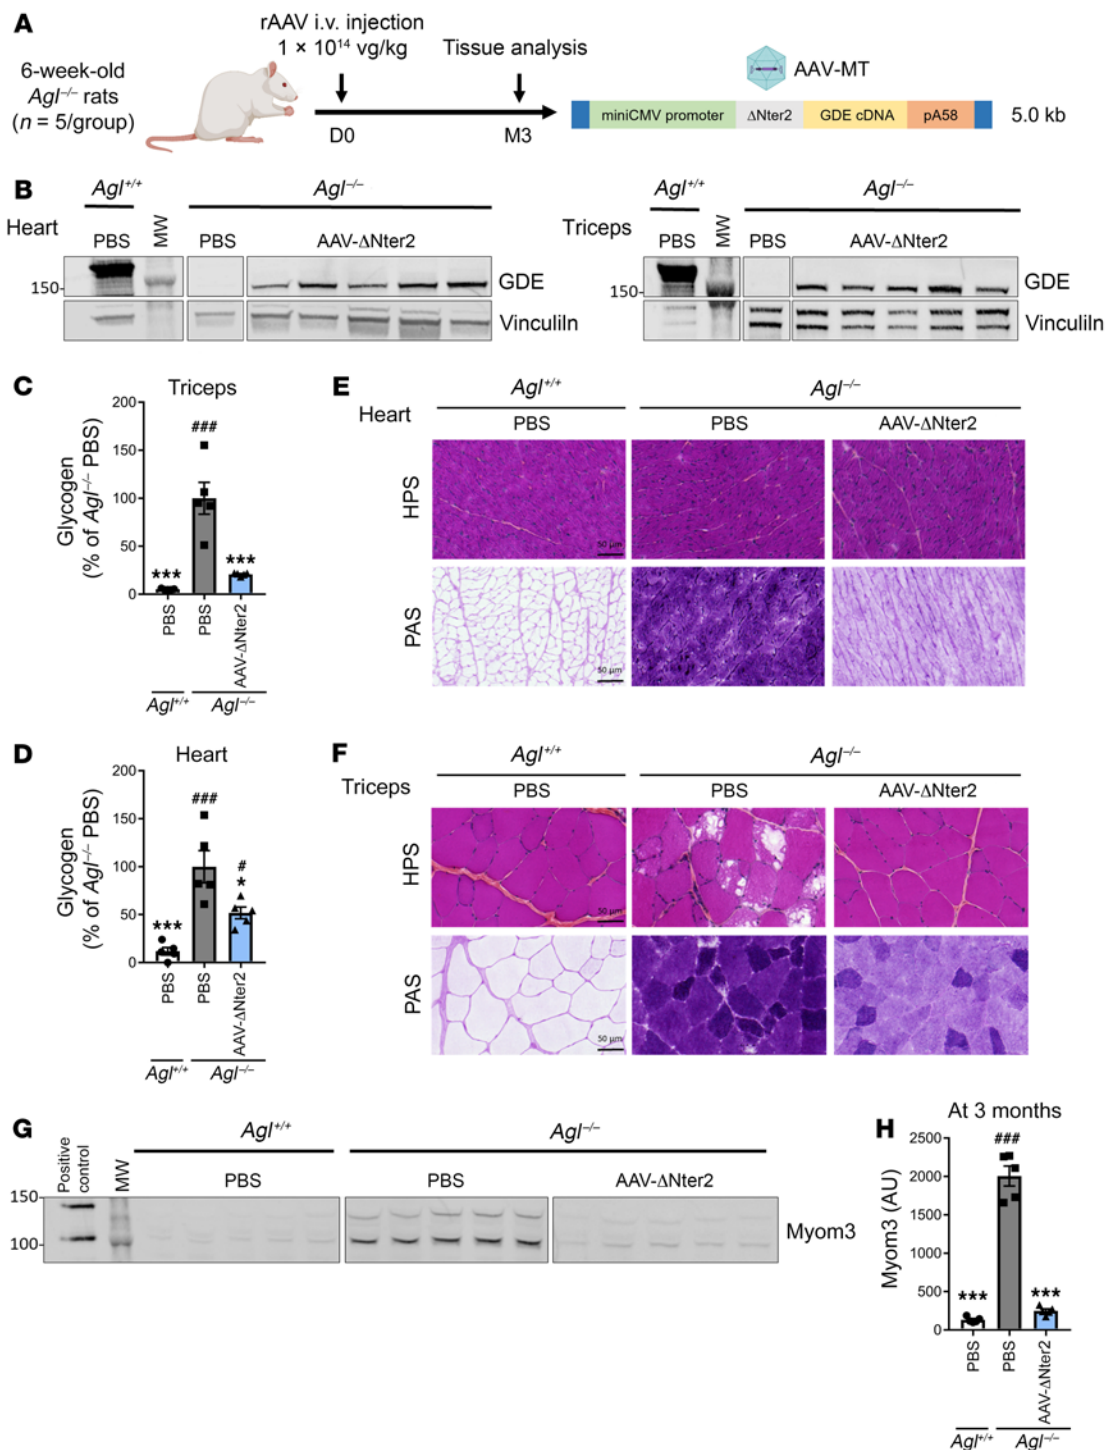 A
6-week-old
Agl−/− rats
(n = 5/group)
rAAV i.v. injection
1 × 10¹⁴ vg/kg
Tissue analysis
D0
M3
AAV-MT
miniCMV promoter
ΔNter2
GDE cDNA
pA58
5.0 kb
B
Heart
Agl+/+
Agl−/−
PBS
MW
PBS
AAV-ΔNter2
150
GDE
Vinculiln
Triceps
Agl+/+
Agl−/−
PBS
MW
PBS
AAV-ΔNter2
150
GDE
Vinculiln
C
Triceps
Glycogen
(% of Agl−/− PBS)
200
150
100
50
0
***
###
***
PBS
PBS
AAV-ΔNter2
Agl+/+
Agl−/−
D
Heart
Glycogen
(% of Agl−/− PBS)
200
150
100
50
0
***
###
#
*
PBS
PBS
AAV-ΔNter2
Agl+/+
Agl−/−
E
Heart
Agl+/+
Agl−/−
PBS
PBS
AAV-ΔNter2
HPS
50 µm
PAS
50 µm
F
Triceps
Agl+/+
Agl−/−
PBS
PBS
AAV-ΔNter2
HPS
50 µm
PAS
50 µm
G
Positive
control
MW
Agl+/+
Agl−/−
PBS
PBS
AAV-ΔNter2
150
100
Myom3
H
At 3 months
Myom3 (AU)
2500
2000
1500
1000
500
0
***
###
***
PBS
PBS
AAV-ΔNter2
Agl+/+
Agl−/−